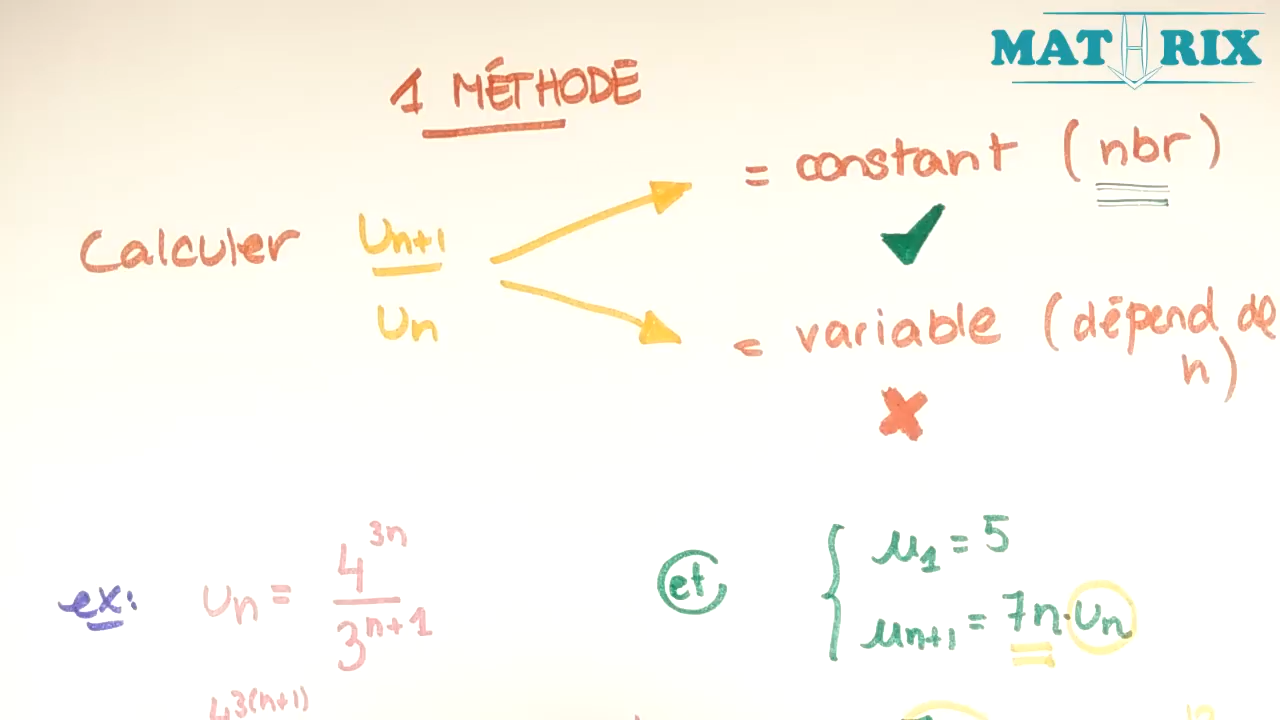 MATHRIX
1 MÉTHODE
= constant (nbr)
Calculer Un+1
Un
= variable (dépend de
n)
ex: Un = 4^3n
3^n+1
et
u1 = 5
un+1 = 7n·Un
4^3(n+1)